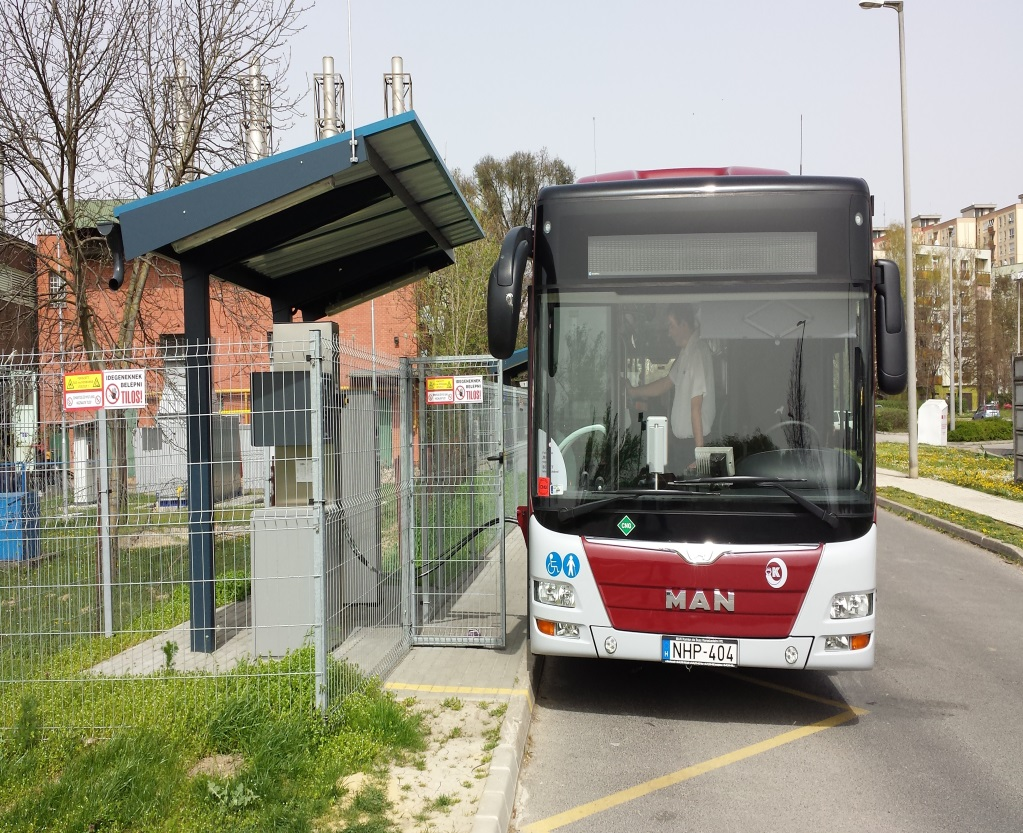 IDEGENEKNEK
BELÉPNI
TILOS!
IDEGENEKNEK
BELÉPNI
TILOS!
CNG
K
MAN
H
NHP-404